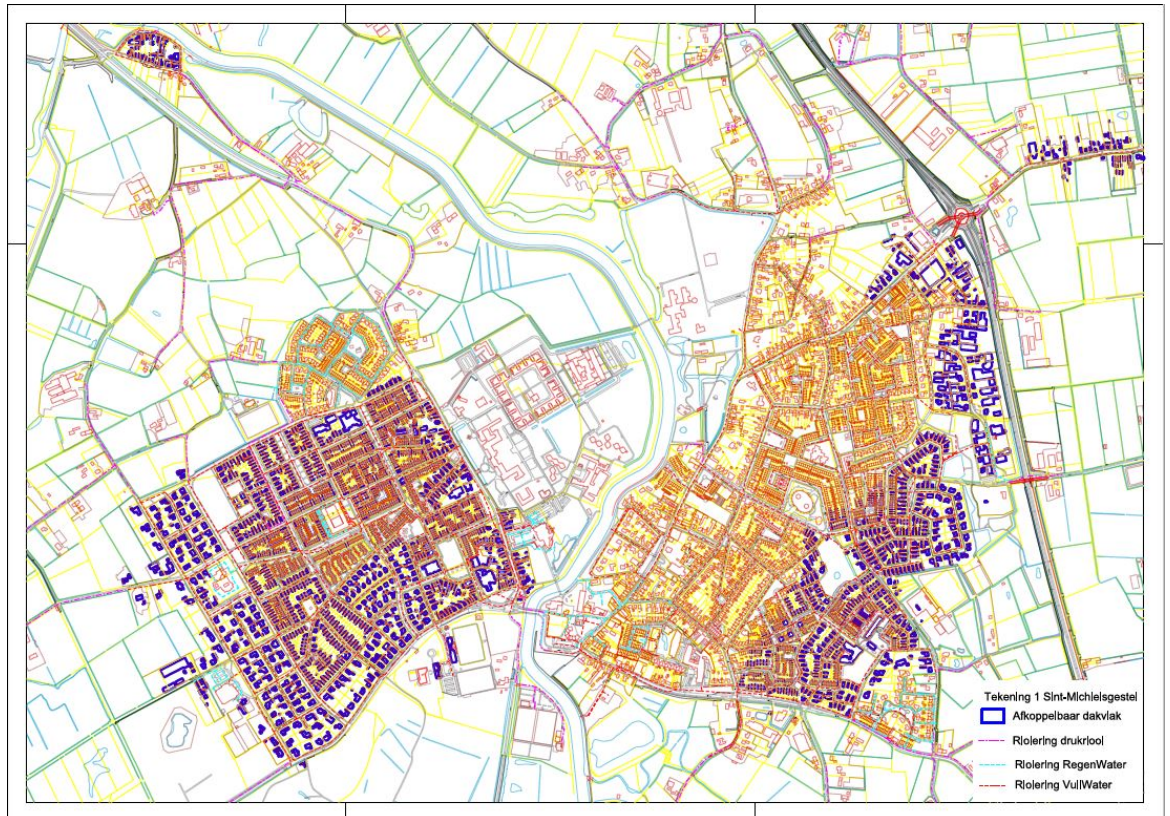 Tekening 1 Sint-Michielsgestel
Afkoppelbaar dakvlak
Riolering drukriool
Riolering RegenWater
Riolering VuilWater